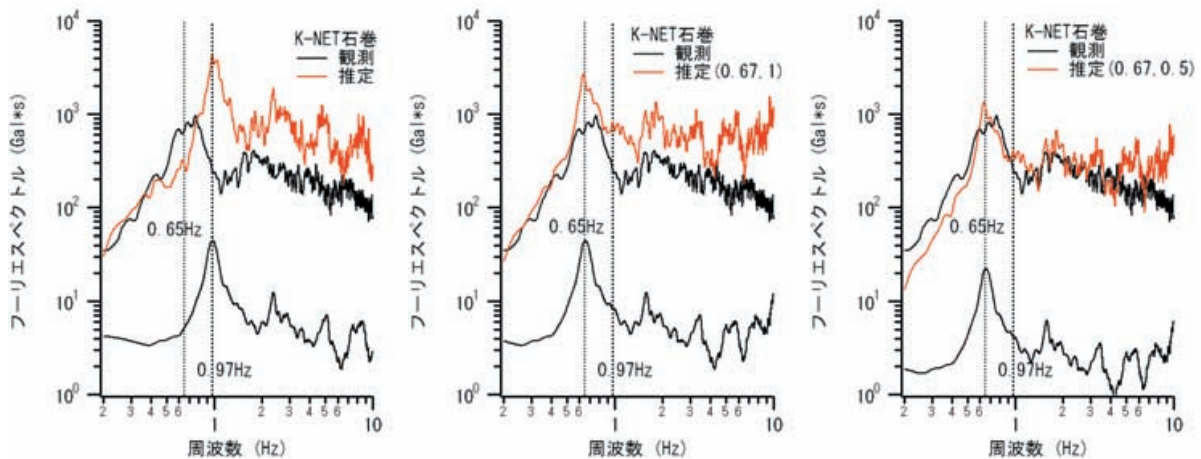 フーリエスペクトル (Gal*s)
10⁴
10³
10²
10¹
10⁰
K-NET石巻
観測
推定
0.65Hz
0.97Hz
2 3 4 5 6 1 2 3 4 5 6 10
周波数 (Hz)
フーリエスペクトル (Gal*s)
10⁴
10³
10²
10¹
10⁰
K-NET石巻
観測
推定(0.67,1)
0.65Hz
0.97Hz
2 3 4 5 6 1 2 3 4 5 6 10
周波数 (Hz)
フーリエスペクトル (Gal*s)
10⁴
10³
10²
10¹
10⁰
K-NET石巻
観測
推定(0.67,0.5)
0.65Hz
0.97Hz
2 3 4 5 6 1 2 3 4 5 6 10
周波数 (Hz)